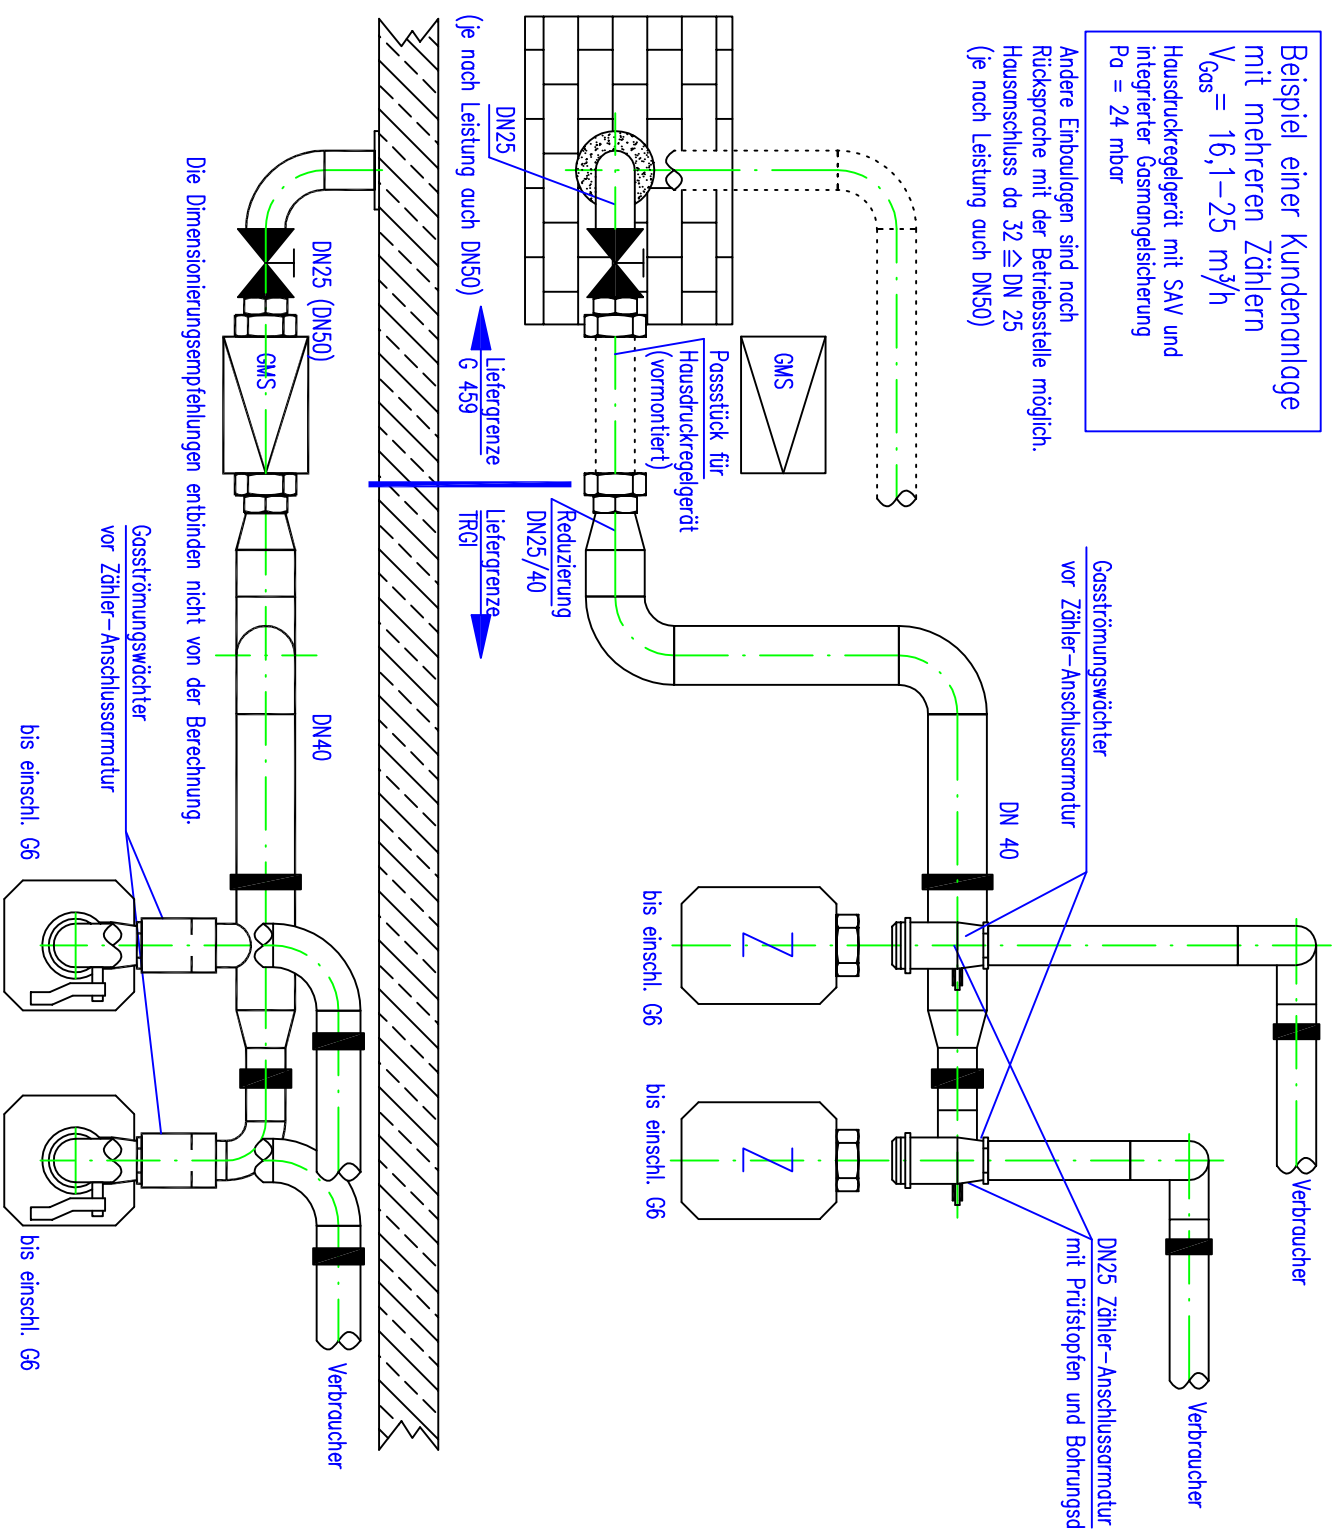 Beispiel einer Kundenanlage
mit mehreren Zählern
VGas = 16,1-25 m³/h
Hausdruckregelgerät mit SAV und
integrierter Gasmangelsicherung
Pa = 24 mbar
Andere Einbaulagen sind nach
Rücksprache mit der Betriebsstelle möglich.
Hausanschluss da 32 ≙ DN 25
(je nach Leistung auch DN50)
Gasströmungswächter
vor Zähler-Anschlussarmatur
DN 40
GMS
Passstück für
Hausdruckregelgerät
(vormontiert)
Reduzierung
DN25/40
bis einschl. G6
bis einschl. G6
Z
Z
Verbraucher
Verbraucher
DN25 Zähler-Anschlussarmatur
mit Prüfstopfen und Bohrungsd
DN25
(je nach Leistung auch DN50)
Liefergrenze
G 459
Liefergrenze
TRGI
DN25 (DN50)
GMS
DN40
Verbraucher
Die Dimensionierungsempfehlungen entbinden nicht von der Berechnung.
Gasströmungswächter
vor Zähler-Anschlussarmatur
bis einschl. G6
bis einschl. G6